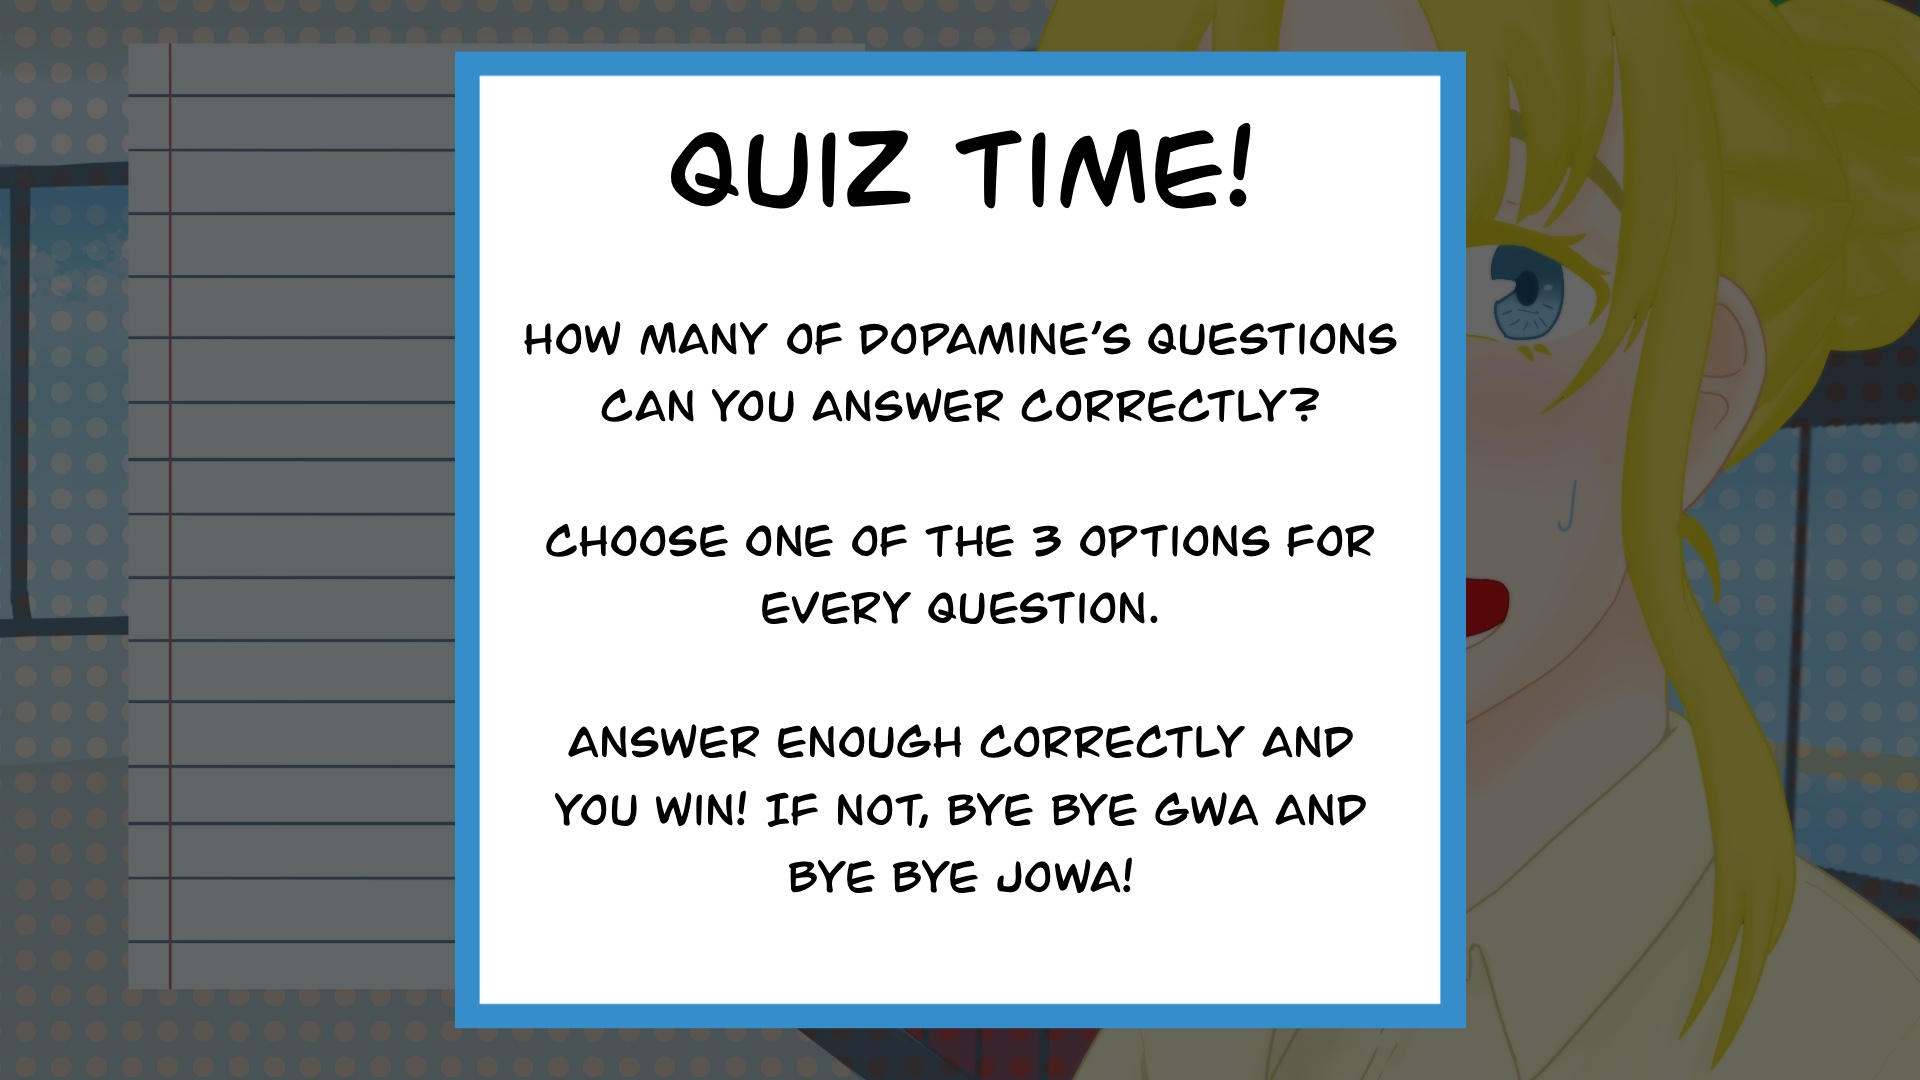 QUIZ TIME!
HOW MANY OF DOPAMINE'S QUESTIONS
CAN YOU ANSWER CORRECTLY?
CHOOSE ONE OF THE 3 OPTIONS FOR
EVERY QUESTION.
ANSWER ENOUGH CORRECTLY AND
YOU WIN! IF NOT, BYE BYE GWA AND
BYE BYE JOWA!